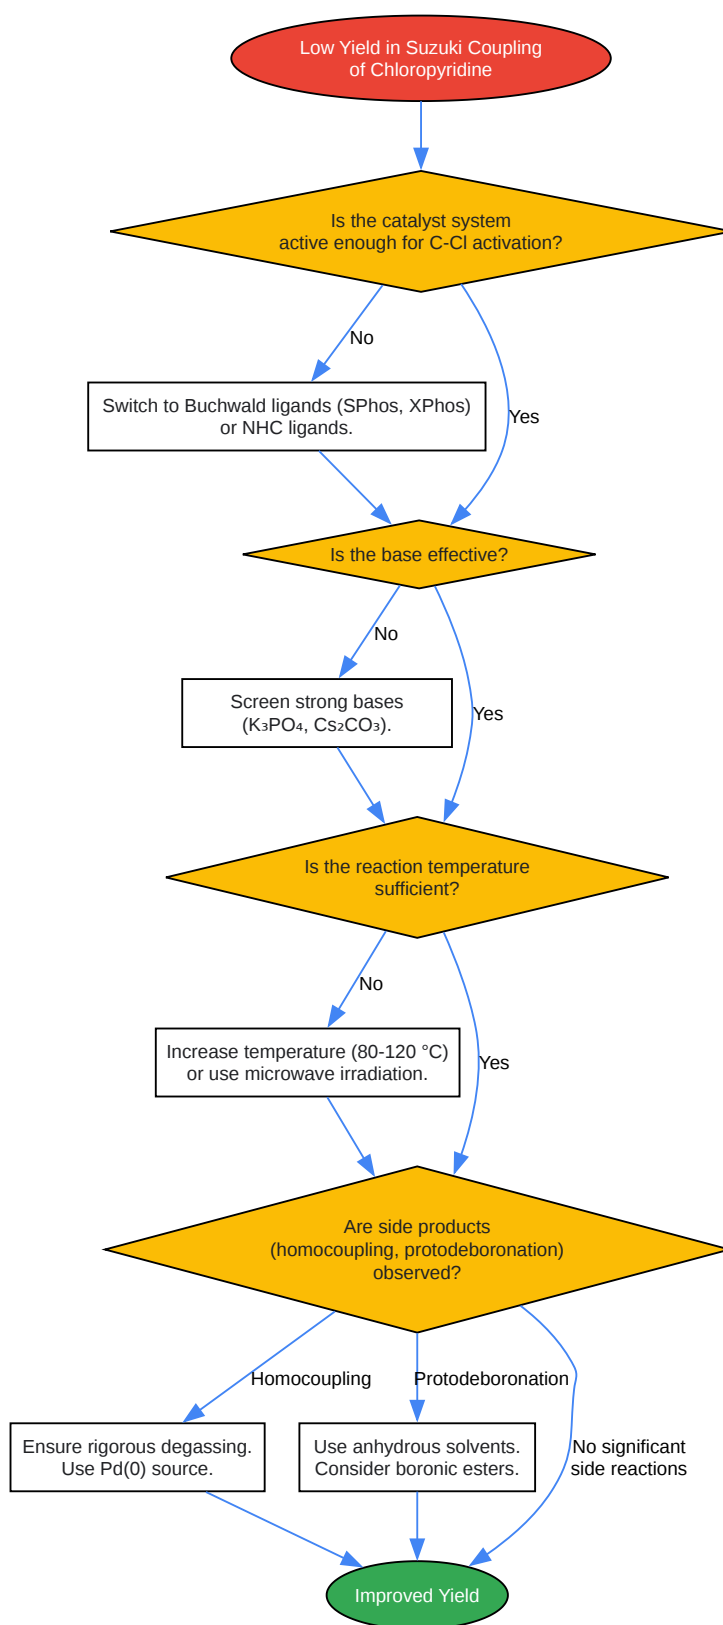 Low Yield in Suzuki Coupling
of Chloropyridine
Is the catalyst system
active enough for C-Cl activation?
No
Switch to Buchwald ligands (SPhos, XPhos)
or NHC ligands.
Yes
Is the base effective?
No
Screen strong bases
(K₃PO₄, Cs₂CO₃).
Yes
Is the reaction temperature
sufficient?
No
Increase temperature (80-120 °C)
or use microwave irradiation.
Yes
Are side products
(homocoupling, protodeboronation)
observed?
Homocoupling
Protodeboronation
Ensure rigorous degassing.
Use Pd(0) source.
Use anhydrous solvents.
Consider boronic esters.
No significant
side reactions
Improved Yield